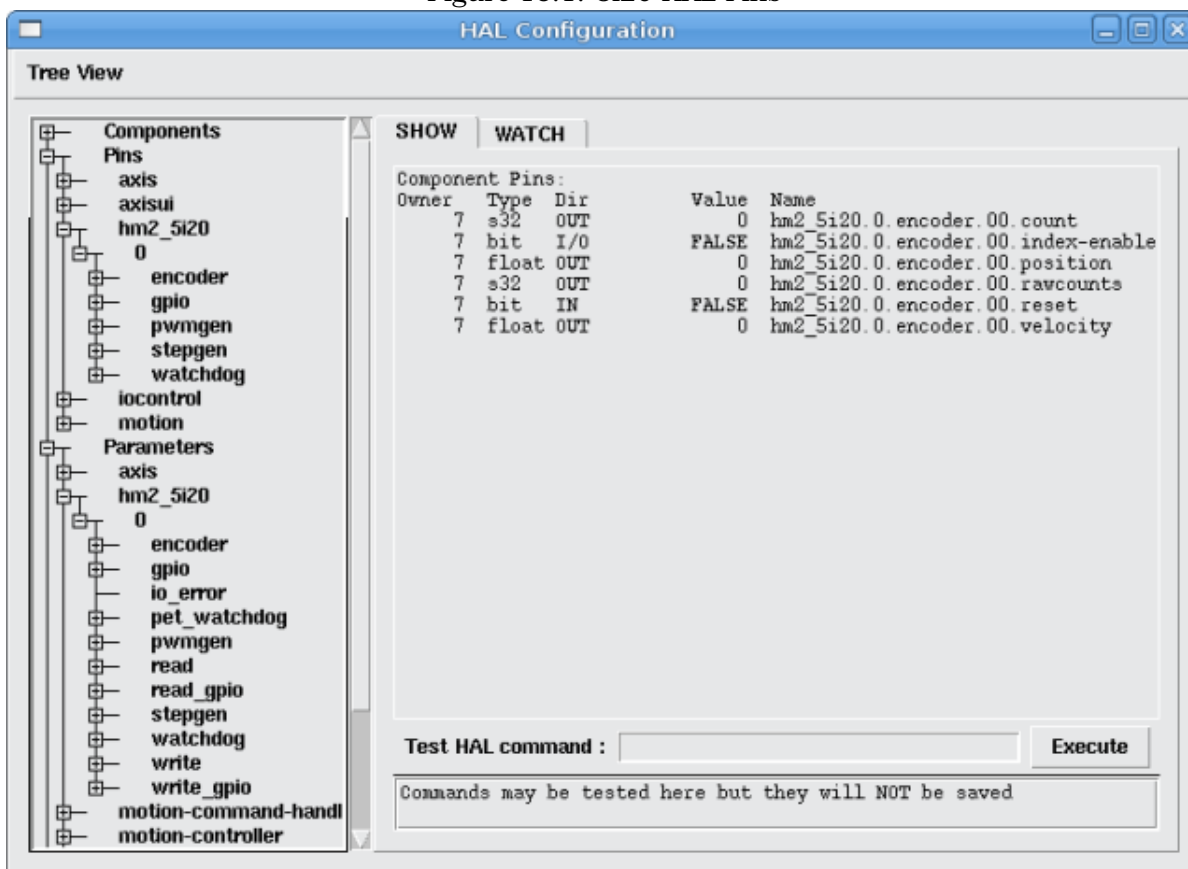 HAL Configuration
Tree View
Components
Pins
axis
axisui
hm2_5i20
0
encoder
gpio
pwmgen
stepgen
watchdog
iocontrol
motion
Parameters
axis
hm2_5i20
0
encoder
gpio
io_error
pet_watchdog
pwmgen
read
read_gpio
stepgen
watchdog
write
write_gpio
motion-command-handl
motion-controller
SHOW WATCH
Component Pins:
Owner Type Dir Value Name
7 s32 OUT 0 hm2_5i20.0.encoder.00.count
7 bit I/O FALSE hm2_5i20.0.encoder.00.index-enable
7 float OUT 0 hm2_5i20.0.encoder.00.position
7 s32 OUT 0 hm2_5i20.0.encoder.00.rawcounts
7 bit IN FALSE hm2_5i20.0.encoder.00.reset
7 float OUT 0 hm2_5i20.0.encoder.00.velocity
Test HAL command : Execute
Commands may be tested here but they will NOT be saved